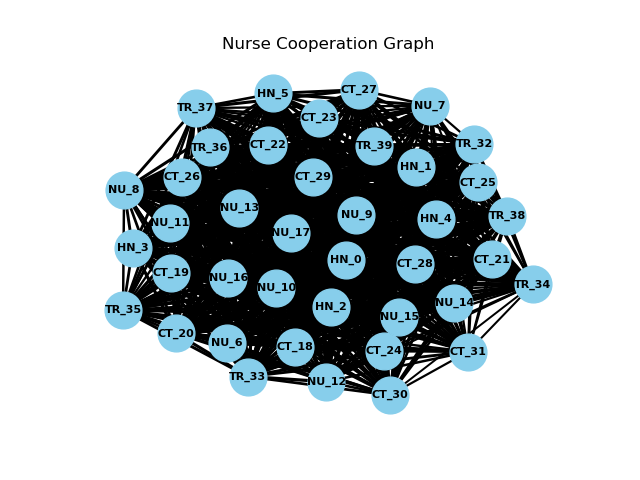 Nurse Cooperation Graph
CT_27
HN_5
NU_7
TR_37
CT_23
TR_32
CT_22
TR_39
TR_36
HN_1
CT_26
CT_29
CT_25
NU_8
NU_13
NU_9
TR_38
HN_4
NU_11
NU_17
HN_3
CT_21
HN_0
CT_28
CT_19
NU_16
TR_34
NU_10
NU_14
HN_2
TR_35
NU_15
CT_20
NU_6
CT_18
CT_24
CT_31
TR_33
NU_12
CT_30